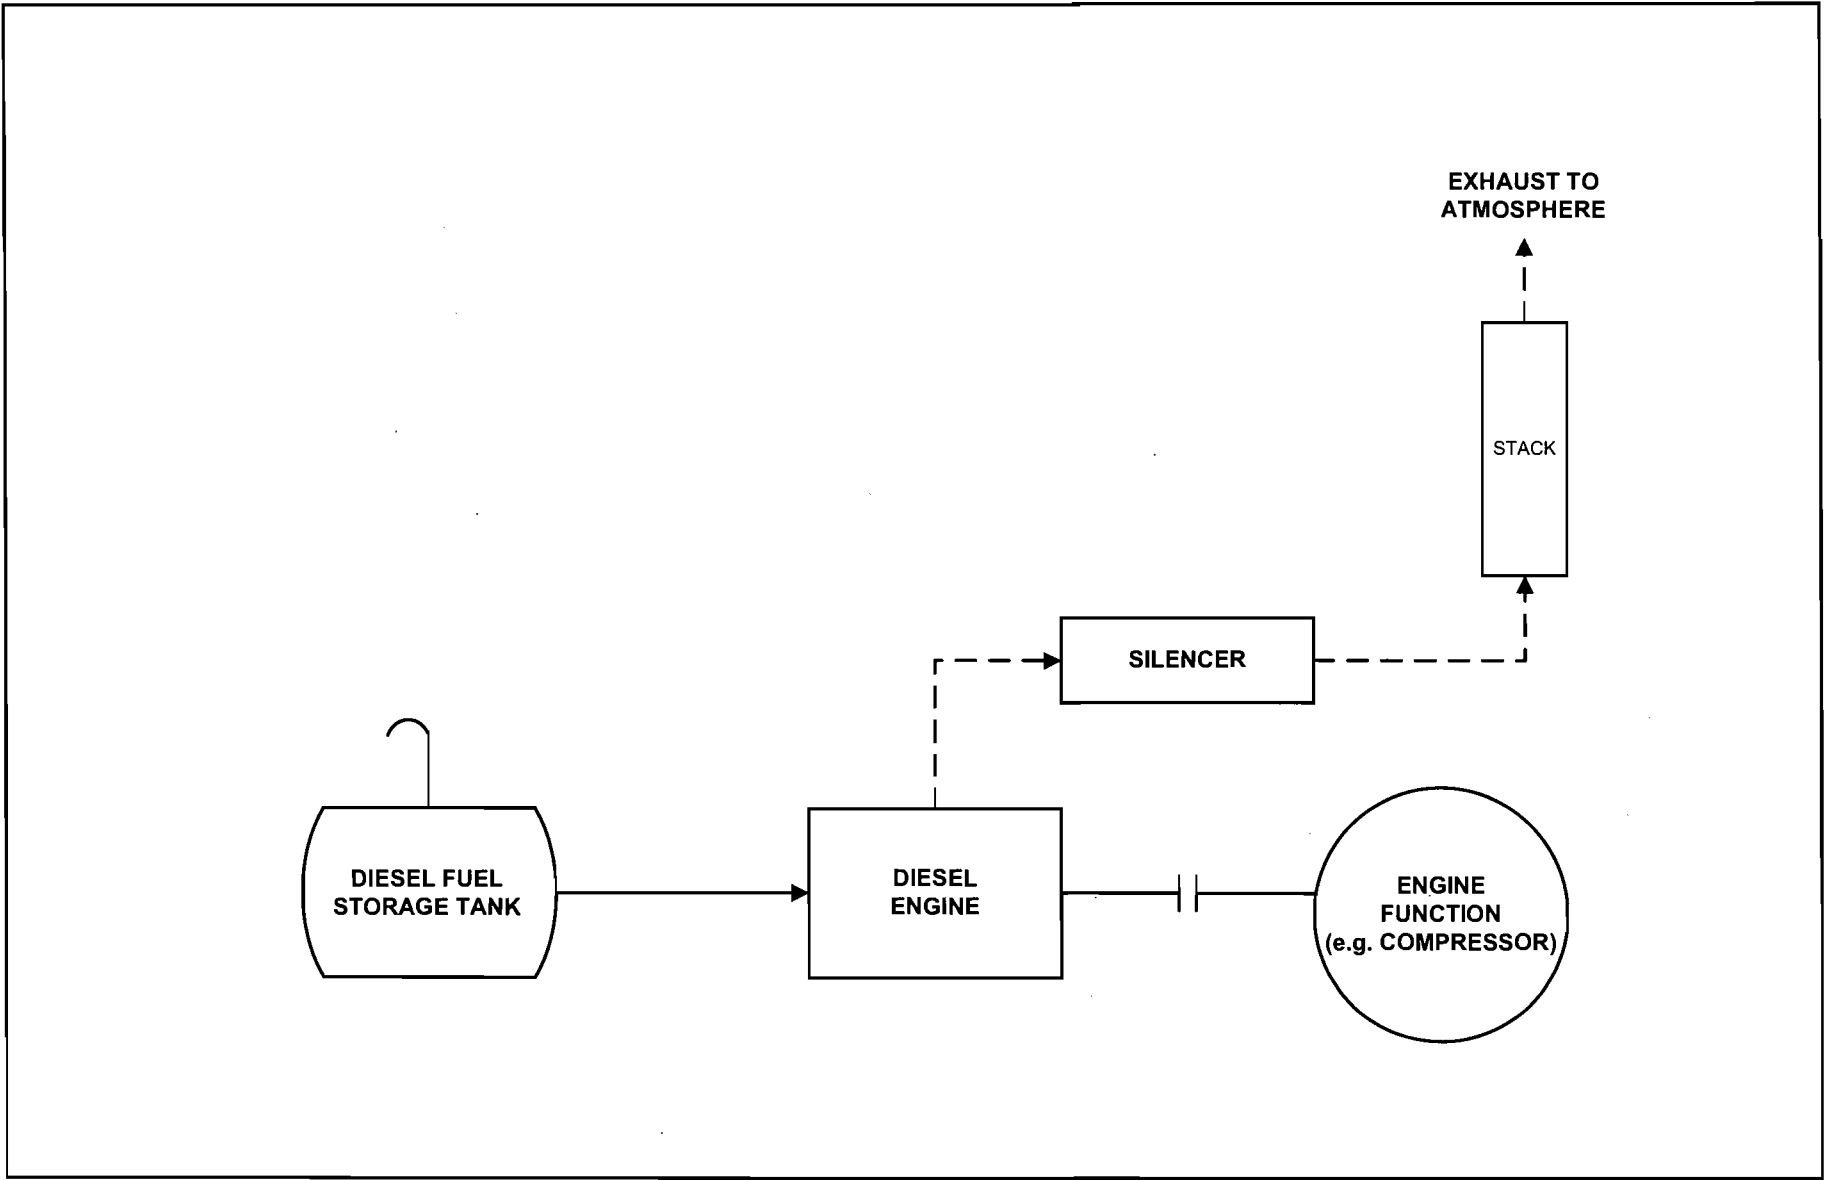 EXHAUST TO
ATMOSPHERE
STACK
SILENCER
DIESEL FUEL
STORAGE TANK
DIESEL
ENGINE
ENGINE
FUNCTION
(e.g. COMPRESSOR)